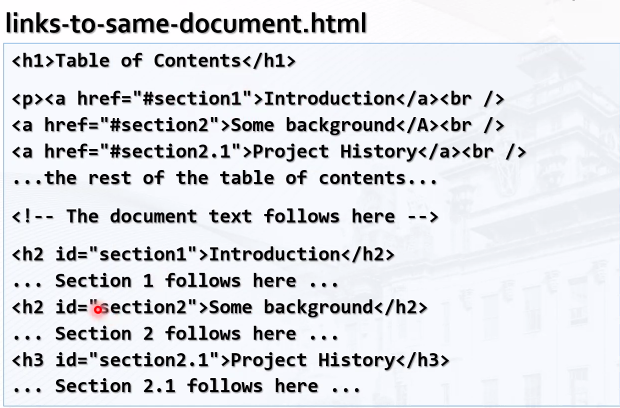 links-to-same-document.html
<h1>Table of Contents</h1>
<p><a href="#section1">Introduction</a><br />
<a href="#section2">Some background</A><br />
<a href="#section2.1">Project History</a><br />
...the rest of the table of contents...
<!-- The document text follows here -->
<h2 id="section1">Introduction</h2>
... Section 1 follows here ...
<h2 id="section2">Some background</h2>
... Section 2 follows here ...
<h3 id="section2.1">Project History</h3>
... Section 2.1 follows here ...